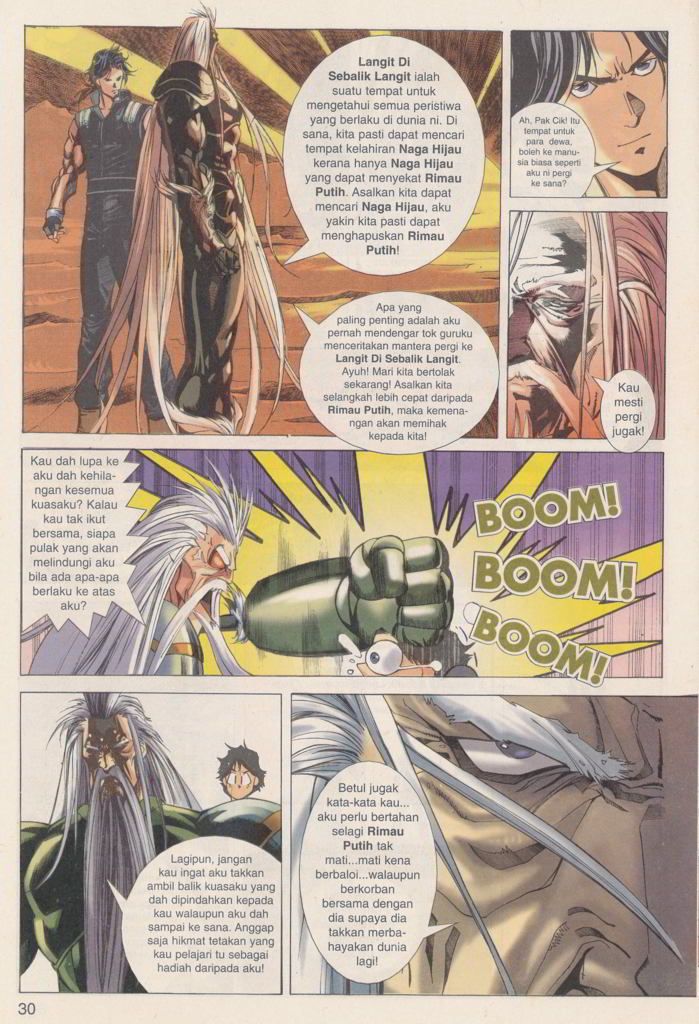 Langit Di
Sebalik Langit ialah
suatu tempat untuk
mengetahui semua peristiwa
yang berlaku di dunia ni. Di
sana, kita pasti dapat mencari
tempat kelahiran Naga Hijau
kerana hanya Naga Hijau
yang dapat menyekat Rimau
Putih. Asalkan kita dapat
mencari Naga Hijau, aku
yakin kita pasti dapat
menghapuskan Rimau
Putih!
Apa yang
paling penting adalah aku
pernah mendengar tok guruku
menceritakan mantera pergi ke
Langit Di Sebalik Langit.
Ayuh! Mari kita bertolak
sekarang! Asalkan kita
selangkah lebih cepat daripada
Rimau Putih, maka kemena-
ngan akan memihak
kepada kita!
Ah, Pak Cik! Itu
tempat untuk
para dewa,
boleh ke manu-
sia biasa seperti
aku ni pergi
ke sana?
Kau
mesti
pergi
jugak!
Kau dah lupa ke
aku dah kehila-
ngan kesemua
kuasaku? Kalau
kau tak ikut
bersama, siapa
pulak yang akan
melindungi aku
bila ada apa-apa
berlaku ke atas
aku?
BOOM!
BOOM!
BOOM!
Lagipun, jangan
kau ingat aku takkan
ambil balik kuasaku yang
dah dipindahkan kepada
kau walaupun aku dah
sampai ke sana. Anggap
saja hikmat tetakan yang
kau pelajari tu sebagai
hadiah daripada aku!
Betul jugak
kata-kata kau...
aku perlu bertahan
selagi Rimau
Putih tak
mati...mati kena
berbaloi...walaupun
berkorban
bersama dengan
dia supaya dia
takkan merba-
hayakan dunia
lagi!
30